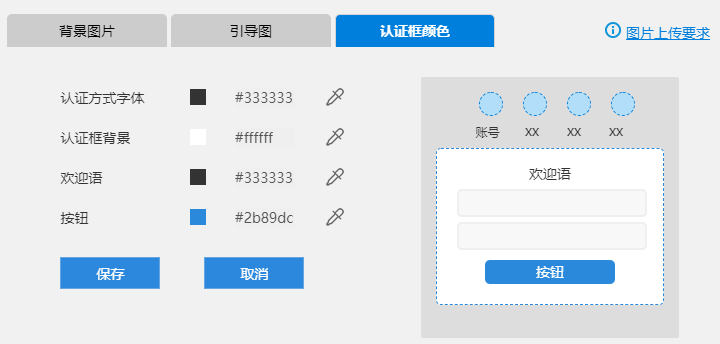 背景图片 引导图 认证框颜色 图片上传要求
认证方式字体 #333333
认证框背景 #ffffff
欢迎语 #333333
按钮 #2b89dc
保存 取消
账号 xx xx xx
欢迎语
按钮